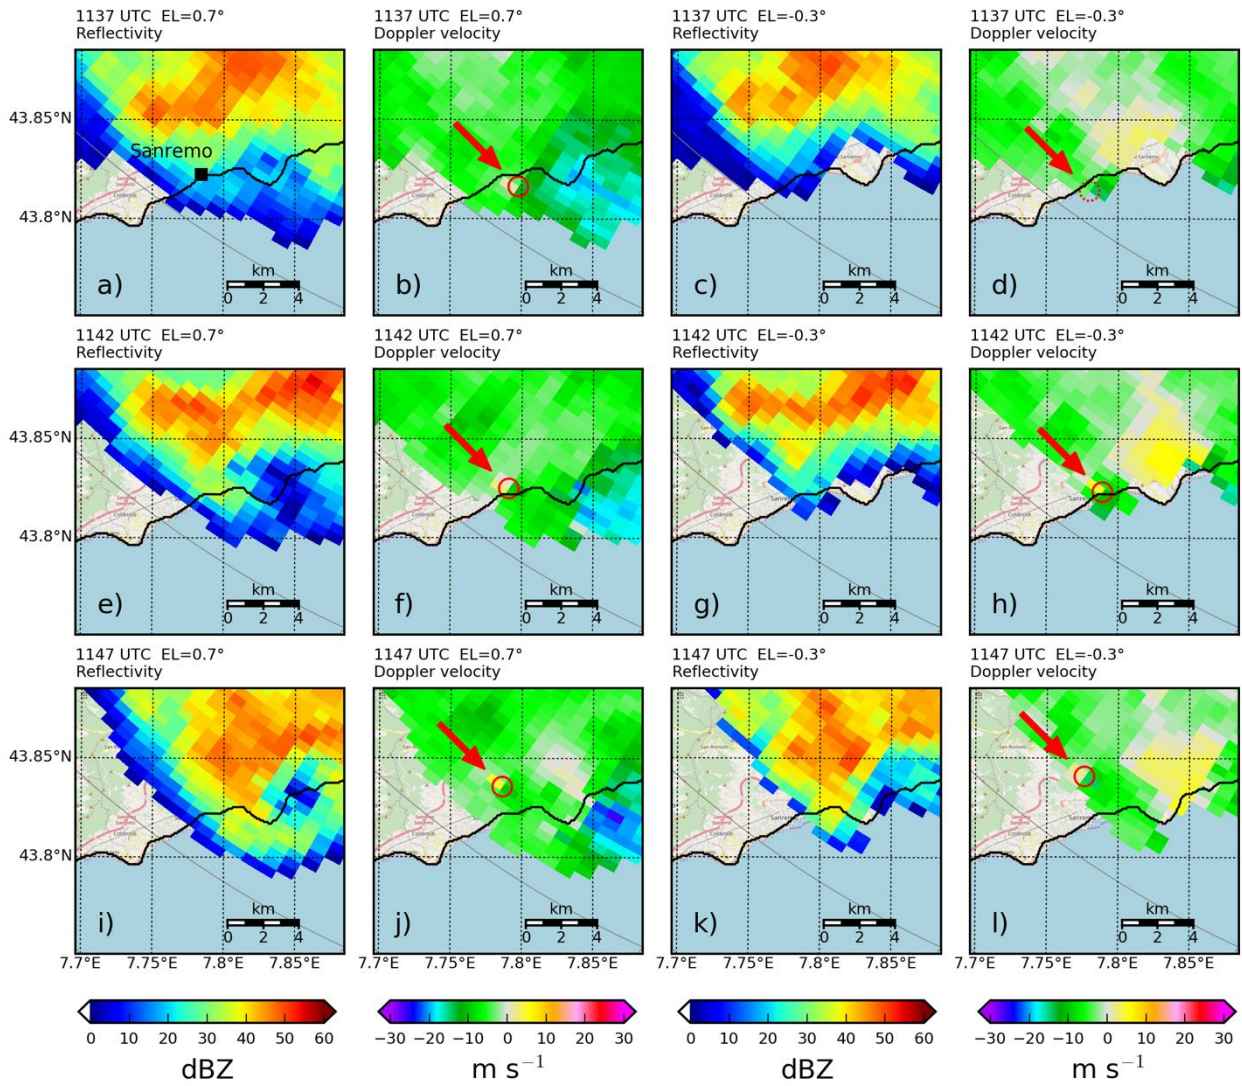 1137 UTC  EL=0.7°
Reflectivity
1137 UTC  EL=0.7°
Doppler velocity
1137 UTC  EL=-0.3°
Reflectivity
1137 UTC  EL=-0.3°
Doppler velocity
43.85°N
43.8°N
Sanremo
a)
km
0 2 4
b)
km
0 2 4
c)
km
0 2 4
d)
km
0 2 4
1142 UTC  EL=0.7°
Reflectivity
1142 UTC  EL=0.7°
Doppler velocity
1142 UTC  EL=-0.3°
Reflectivity
1142 UTC  EL=-0.3°
Doppler velocity
43.85°N
43.8°N
e)
km
0 2 4
f)
km
0 2 4
g)
km
0 2 4
h)
km
0 2 4
1147 UTC  EL=0.7°
Reflectivity
1147 UTC  EL=0.7°
Doppler velocity
1147 UTC  EL=-0.3°
Reflectivity
1147 UTC  EL=-0.3°
Doppler velocity
43.85°N
43.8°N
i)
km
0 2 4
j)
km
0 2 4
k)
km
0 2 4
l)
km
0 2 4
7.7°E 7.75°E 7.8°E 7.85°E
7.7°E 7.75°E 7.8°E 7.85°E
7.7°E 7.75°E 7.8°E 7.85°E
7.7°E 7.75°E 7.8°E 7.85°E
0 10 20 30 40 50 60
dBZ
−30 −20 −10 0 10 20 30
m s⁻¹
0 10 20 30 40 50 60
dBZ
−30 −20 −10 0 10 20 30
m s⁻¹